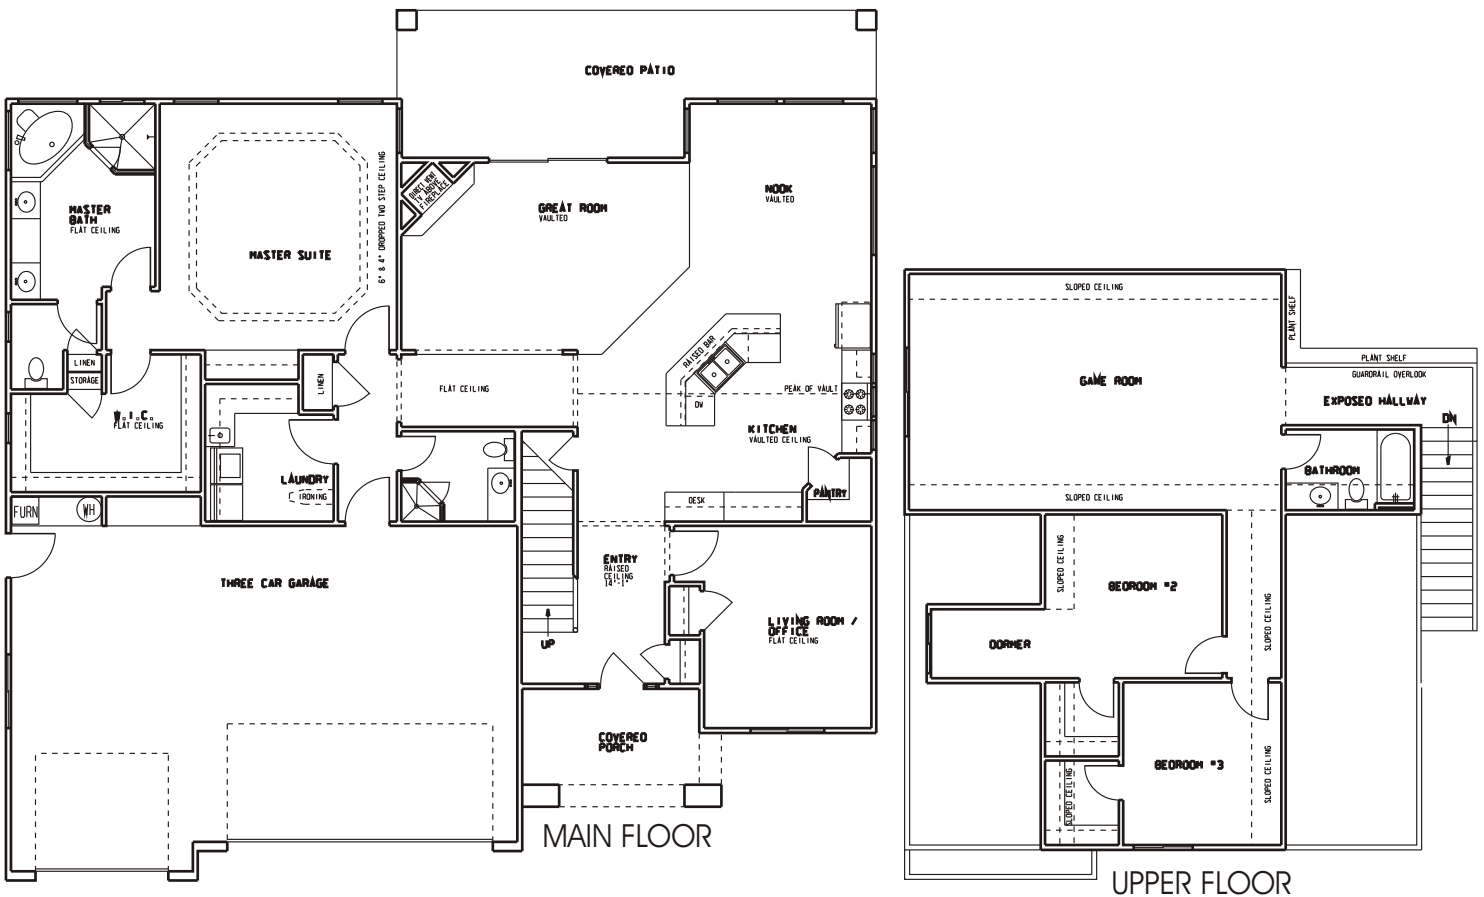 COVERED PATIO
MASTER
BATH
FLAT CEILING
MASTER SUITE
6" & 4" DROPPED TWO STEP CEILING
DIRECT VENT
TV ABOVE
FIREPLACE
GREAT ROOM
VAULTED
NOOK
VAULTED
LINEN
STORAGE
W.I.C.
FLAT CEILING
LINEN
FLAT CEILING
RAISED BAR
DW
PEAK OF VAULT
KITCHEN
VAULTED CEILING
LAUNDRY
IRONING
DESK
PANTRY
FURN
WH
THREE CAR GARAGE
ENTRY
RAISED
CEILING
14'-1"
UP
LIVING ROOM /
OFFICE
FLAT CEILING
COVERED
PORCH
MAIN FLOOR
SLOPED CEILING
PLANT SHELF
PLANT SHELF
GUARDRAIL OVERLOOK
GAME ROOM
EXPOSED HALLWAY
DN
BATHROOM
SLOPED CEILING
SLOPED CEILING
BEDROOM #2
SLOPED CEILING
DORMER
BEDROOM #3
SLOPED CEILING
SLOPED CEILING
UPPER FLOOR